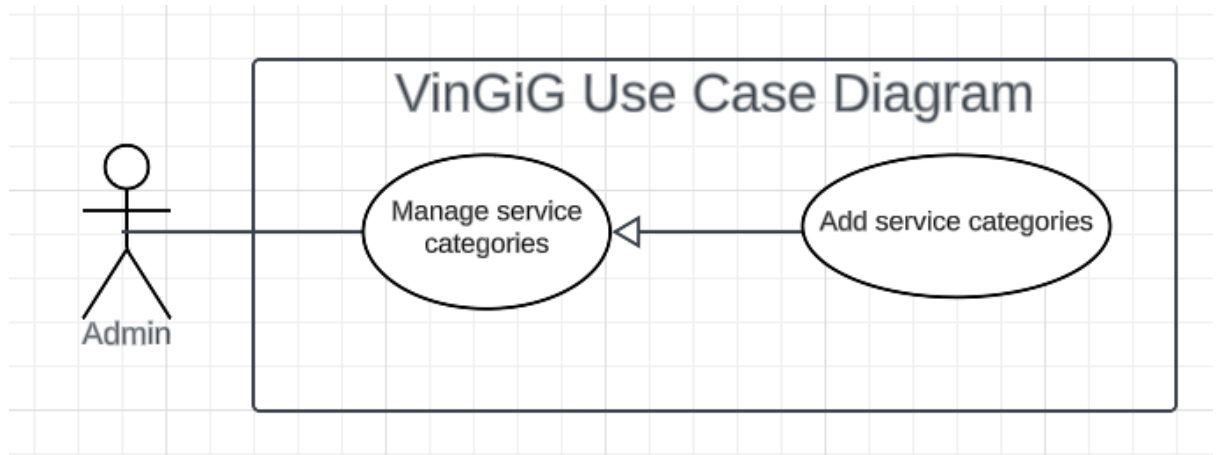 VinGiG Use Case Diagram
Manage service
categories
Add service categories
Admin